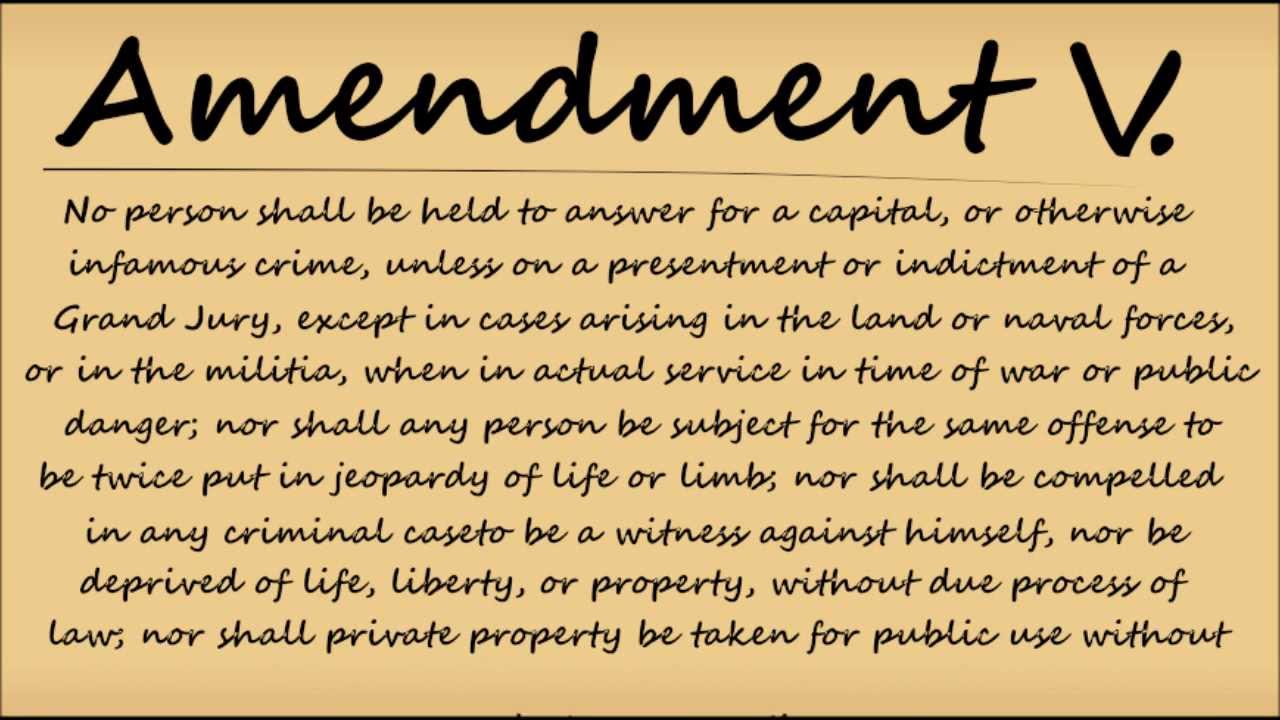 Amendment V.
No person shall be held to answer for a capital, or otherwise
infamous crime, unless on a presentment or indictment of a
Grand Jury, except in cases arising in the land or naval forces,
or in the militia, when in actual service in time of war or public
danger; nor shall any person be subject for the same offense to
be twice put in jeopardy of life or limb; nor shall be compelled
in any criminal caseto be a witness against himself, nor be
deprived of life, liberty, or property, without due process of
law; nor shall private property be taken for public use without